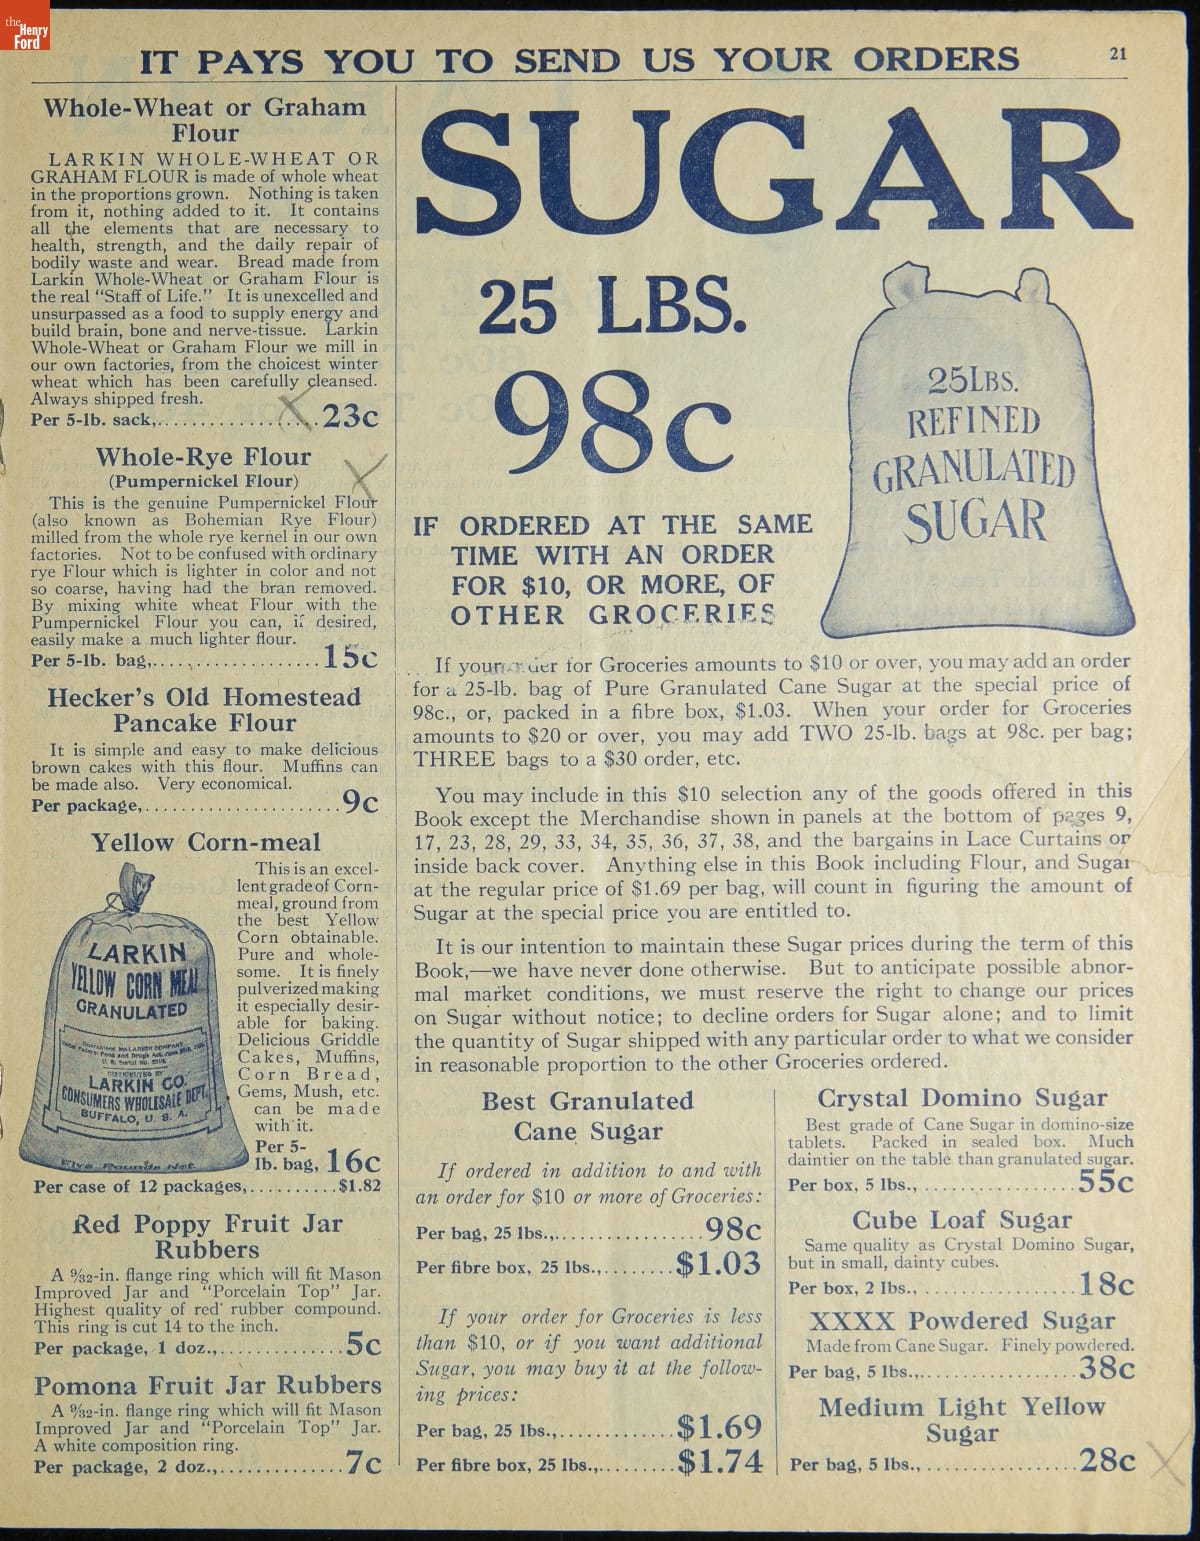 the
Henry
Ford
IT PAYS YOU TO SEND US YOUR ORDERS
21
Whole-Wheat or Graham
Flour
LARKIN WHOLE-WHEAT OR
GRAHAM FLOUR is made of whole wheat
in the proportions grown. Nothing is taken
from it, nothing added to it. It contains
all the elements that are necessary to
health, strength, and the daily repair of
bodily waste and wear. Bread made from
Larkin Whole-Wheat or Graham Flour is
the real "Staff of Life." It is unexcelled and
unsurpassed as a food to supply energy and
build brain, bone and nerve-tissue. Larkin
Whole-Wheat or Graham Flour we mill in
our own factories, from the choicest winter
wheat which has been carefully cleansed.
Always shipped fresh.
Per 5-lb. sack,..................23c
Whole-Rye Flour
(Pumpernickel Flour)
This is the genuine Pumpernickel Flour
(also known as Bohemian Rye Flour)
milled from the whole rye kernel in our own
factories. Not to be confused with ordinary
rye Flour which is lighter in color and not
so coarse, having had the bran removed.
By mixing white wheat Flour with the
Pumpernickel Flour you can, if desired,
easily make a much lighter flour.
Per 5-lb. bag,..................15c
Hecker's Old Homestead
Pancake Flour
It is simple and easy to make delicious
brown cakes with this flour. Muffins can
be made also. Very economical.
Per package,.....................9c
Yellow Corn-meal
This is an excel-
lent grade of Corn-
meal, ground from
the best Yellow
Corn obtainable.
Pure and whole-
some. It is finely
pulverized making
it especially desir-
able for baking.
Delicious Griddle
Cakes, Muffins,
Corn Bread,
Gems, Mush, etc.
can be made
with it.
Per 5-
lb. bag, 16c
LARKIN
YELLOW CORN MEAL
GRANULATED
DISTRIBUTED BY
LARKIN CO.
CONSUMERS WHOLESALE DEPT.
BUFFALO, U. S. A.
Five Pounds Net
Per case of 12 packages,..........$1.82
Red Poppy Fruit Jar
Rubbers
A 9/32-in. flange ring which will fit Mason
Improved Jar and "Porcelain Top" Jar.
Highest quality of red rubber compound.
This ring is cut 14 to the inch.
Per package, 1 doz.,..............5c
Pomona Fruit Jar Rubbers
A 9/32-in. flange ring which will fit Mason
Improved Jar and "Porcelain Top" Jar.
A white composition ring.
Per package, 2 doz.,..............7c
SUGAR
25 LBS.
98c
IF ORDERED AT THE SAME
TIME WITH AN ORDER
FOR $10, OR MORE, OF
OTHER GROCERIES
25LBS.
REFINED
GRANULATED
SUGAR
If your order for Groceries amounts to $10 or over, you may add an order
for a 25-lb. bag of Pure Granulated Cane Sugar at the special price of
98c., or, packed in a fibre box, $1.03. When your order for Groceries
amounts to $20 or over, you may add TWO 25-lb. bags at 98c. per bag;
THREE bags to a $30 order, etc.
You may include in this $10 selection any of the goods offered in this
Book except the Merchandise shown in panels at the bottom of pages 9,
17, 23, 28, 29, 33, 34, 35, 36, 37, 38, and the bargains in Lace Curtains or
inside back cover. Anything else in this Book including Flour, and Sugar
at the regular price of $1.69 per bag, will count in figuring the amount of
Sugar at the special price you are entitled to.
It is our intention to maintain these Sugar prices during the term of this
Book,—we have never done otherwise. But to anticipate possible abnor-
mal market conditions, we must reserve the right to change our prices
on Sugar without notice; to decline orders for Sugar alone; and to limit
the quantity of Sugar shipped with any particular order to what we consider
in reasonable proportion to the other Groceries ordered.
Best Granulated
Cane Sugar
If ordered in addition to and with
an order for $10 or more of Groceries:
Per bag, 25 lbs.,.................98c
Per fibre box, 25 lbs.,........$1.03
If your order for Groceries is less
than $10, or if you want additional
Sugar, you may buy it at the follow-
ing prices:
Per bag, 25 lbs.,.............$1.69
Per fibre box, 25 lbs.,.........$1.74
Crystal Domino Sugar
Best grade of Cane Sugar in domino-size
tablets. Packed in sealed box. Much
daintier on the table than granulated sugar.
Per box, 5 lbs.,................55c
Cube Loaf Sugar
Same quality as Crystal Domino Sugar,
but in small, dainty cubes.
Per box, 2 lbs.,................18c
XXXX Powdered Sugar
Made from Cane Sugar. Finely powdered.
Per bag, 5 lbs.,................38c
Medium Light Yellow
Sugar
Per bag, 5 lbs.,................28c